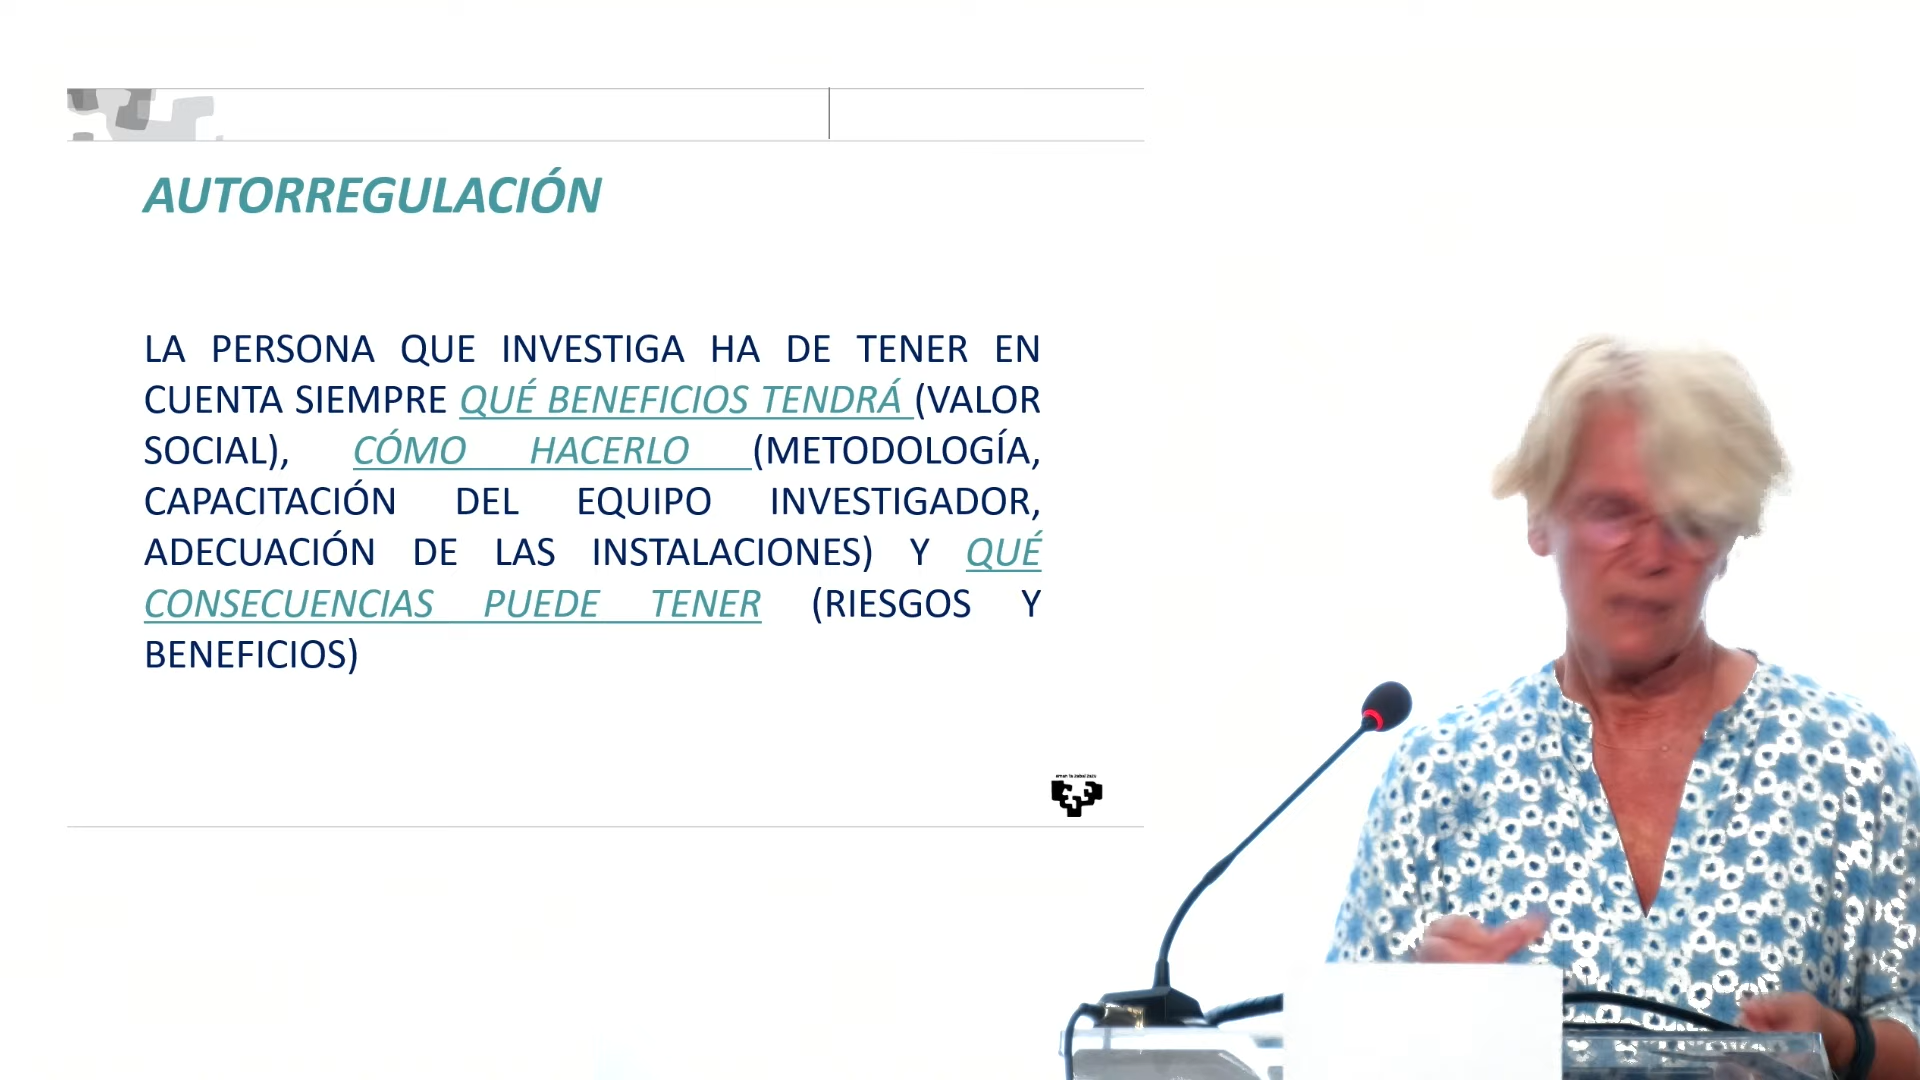 AUTORREGULACIÓN
LA PERSONA QUE INVESTIGA HA DE TENER EN
CUENTA SIEMPRE QUÉ BENEFICIOS TENDRÁ (VALOR
SOCIAL), CÓMO HACERLO (METODOLOGÍA,
CAPACITACIÓN DEL EQUIPO INVESTIGADOR,
ADECUACIÓN DE LAS INSTALACIONES) Y QUÉ
CONSECUENCIAS PUEDE TENER (RIESGOS Y
BENEFICIOS)